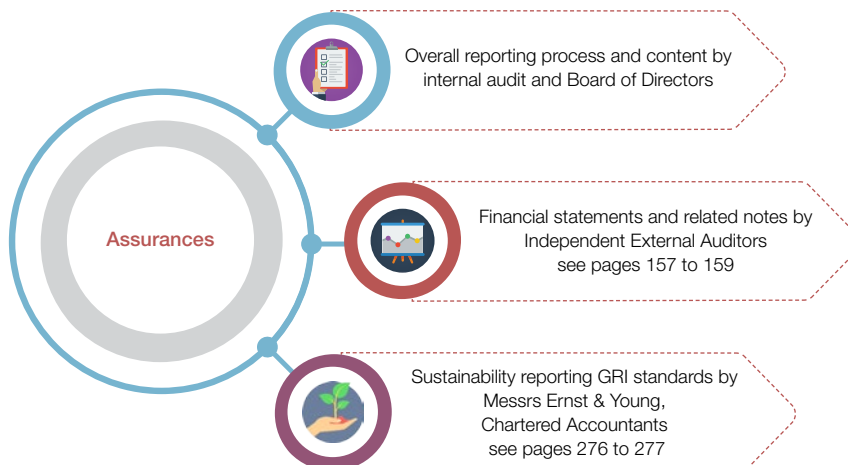 Overall reporting process and content by
internal audit and Board of Directors
Assurances
Financial statements and related notes by
Independent External Auditors
see pages 157 to 159
Sustainability reporting GRI standards by
Messrs Ernst & Young,
Chartered Accountants
see pages 276 to 277